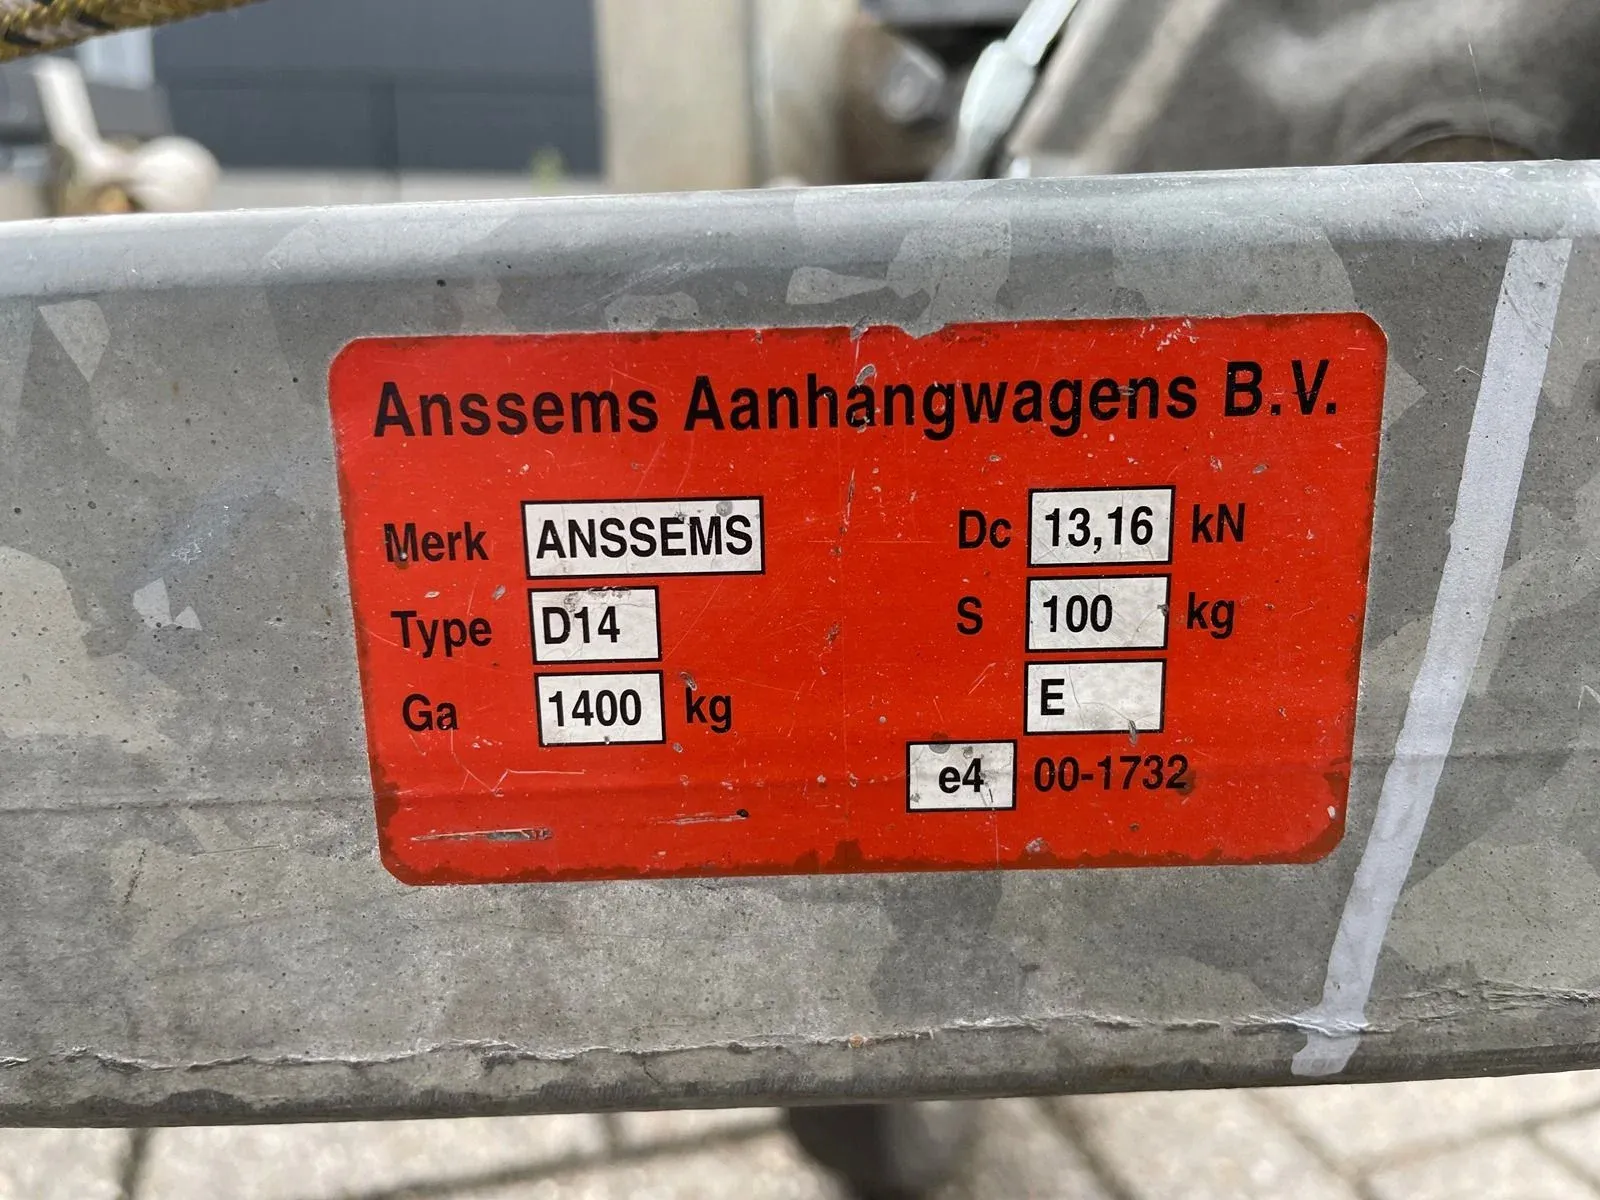 Anssems Aanhangwagens B.V.
Merk ANSSEMS
Type D14
Ga 1400 kg
Dc 13,16 kN
S 100 kg
E
e4 00-1732